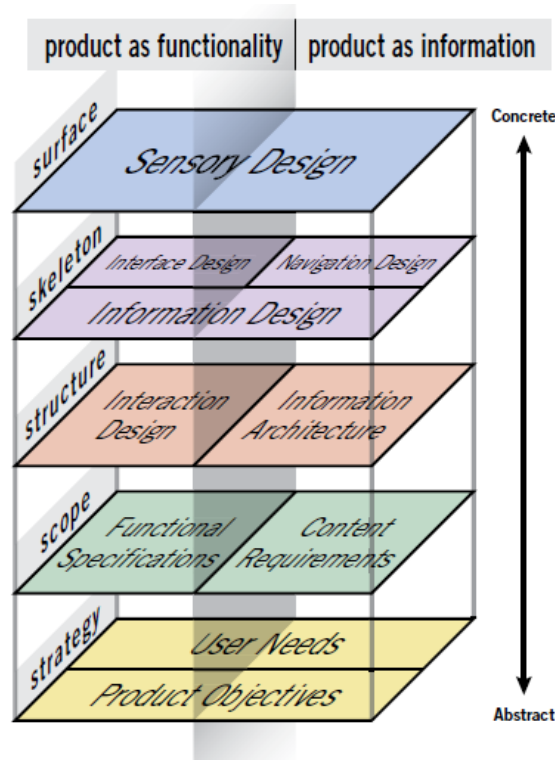 product as functionality
product as information
Concrete
surface
Sensory Design
skeleton
Interface Design
Navigation Design
Information Design
structure
Interaction
Design
Information
Architecture
scope
Functional
Specifications
Content
Requirements
strategy
User Needs
Product Objectives
Abstract